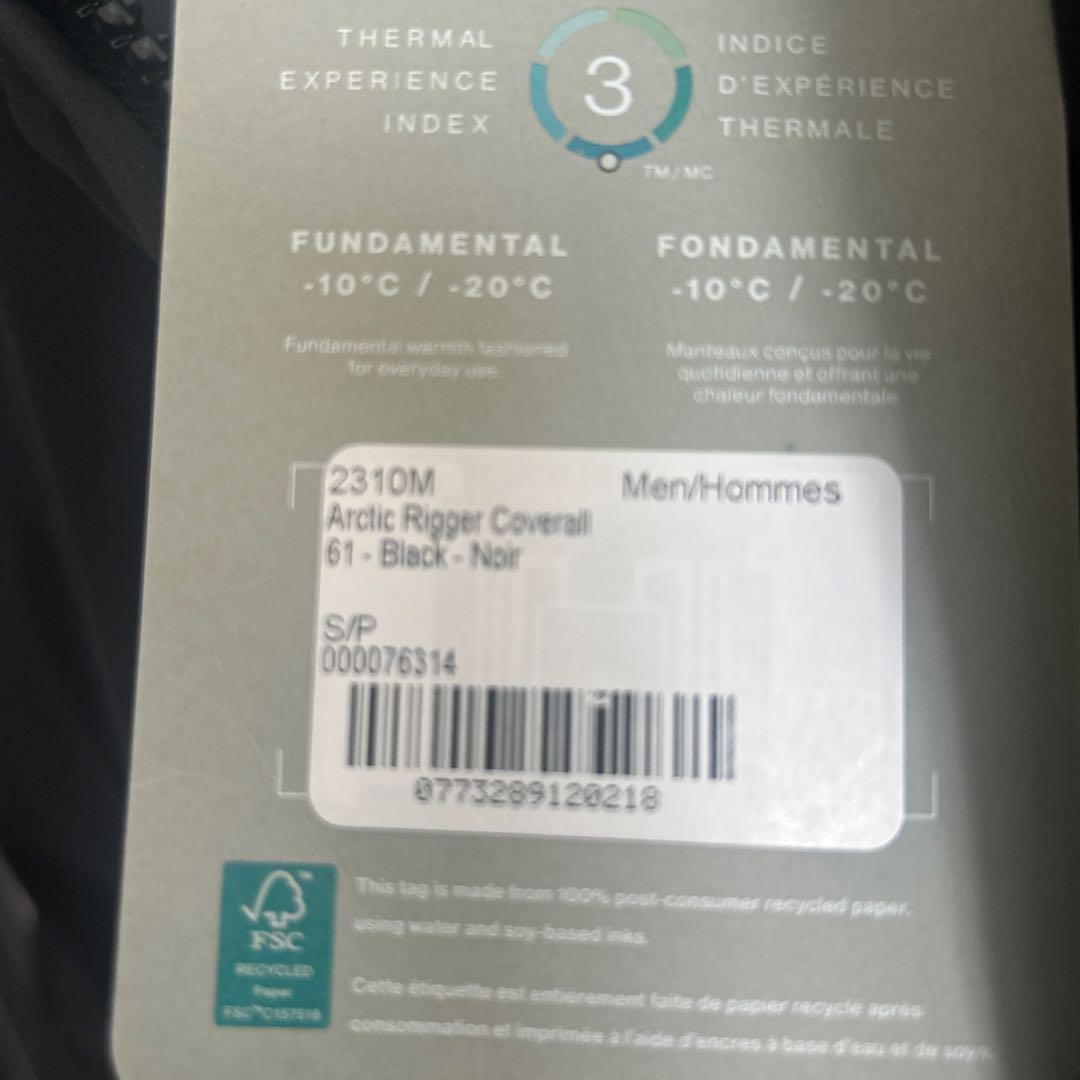 THERMAL
EXPERIENCE
INDEX
3
INDICE
D'EXPÉRIENCE
THERMALE
TM/MC
FUNDAMENTAL
-10°C / -20°C
Fundamental warmth fashioned
for everyday use.
FONDAMENTAL
-10°C / -20°C
Manteaux conçus pour la vie
quotidienne et offrant une
chaleur fondamentale.
2310M
Men/Hommes
Arctic Rigger Coverall
61 - Black - Noir
S/P
000076314
0773289120218
FSC
RECYCLED
Paper
FSC™C157518
This tag is made from 100% post-consumer recycled paper,
using water and soy-based inks.
Cette étiquette est entièrement faite de papier recyclé après
consommation et imprimée à l'aide d'encres à base d'eau et de soya.